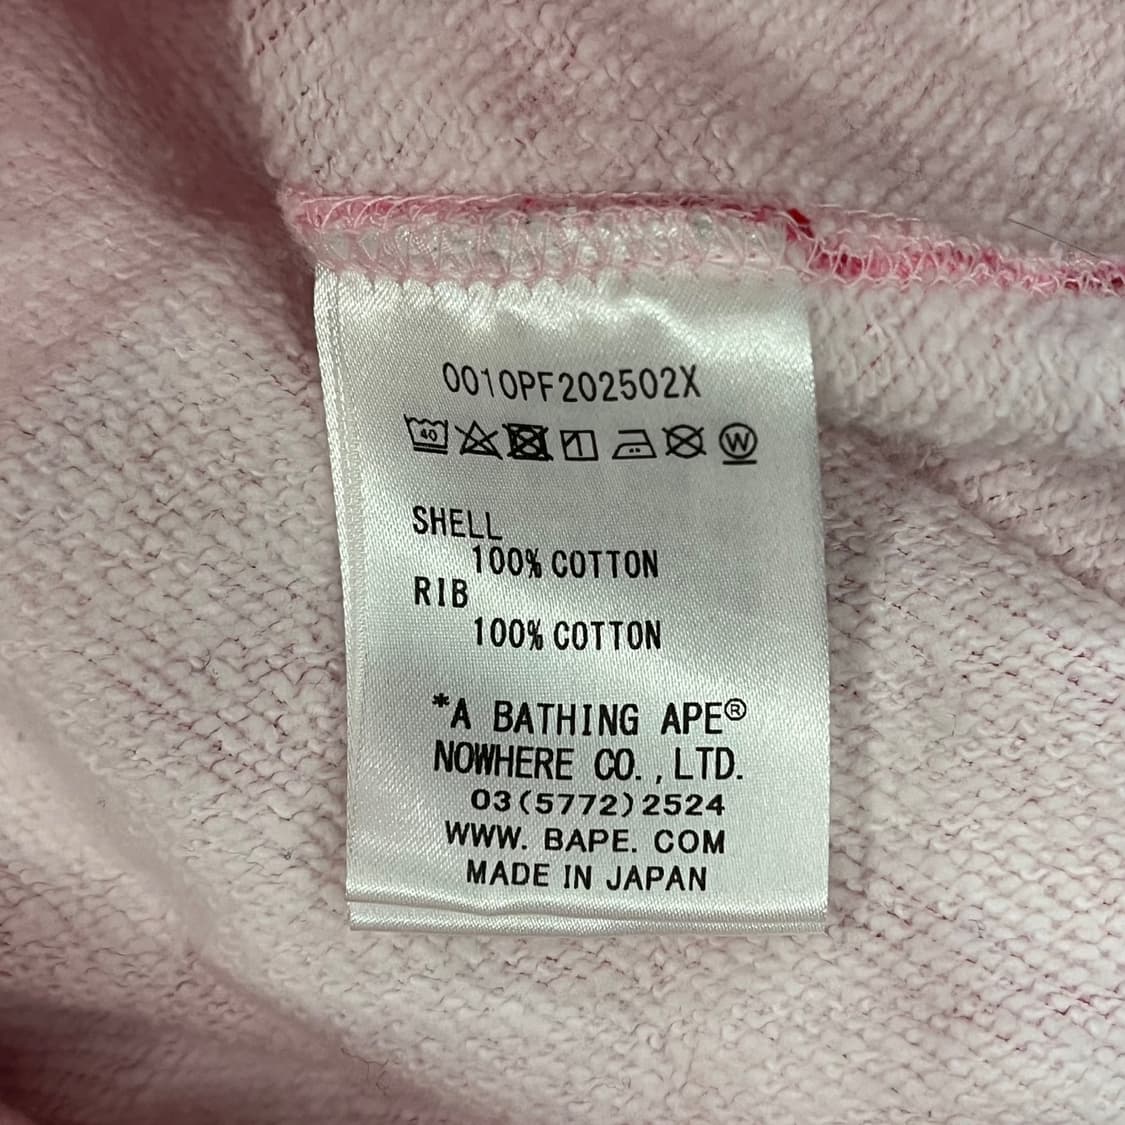 0010PF202502X
40 W
SHELL
100% COTTON
RIB
100% COTTON
*A BATHING APE®
NOWHERE CO.,LTD.
03(5772)2524
WWW. BAPE. COM
MADE IN JAPAN